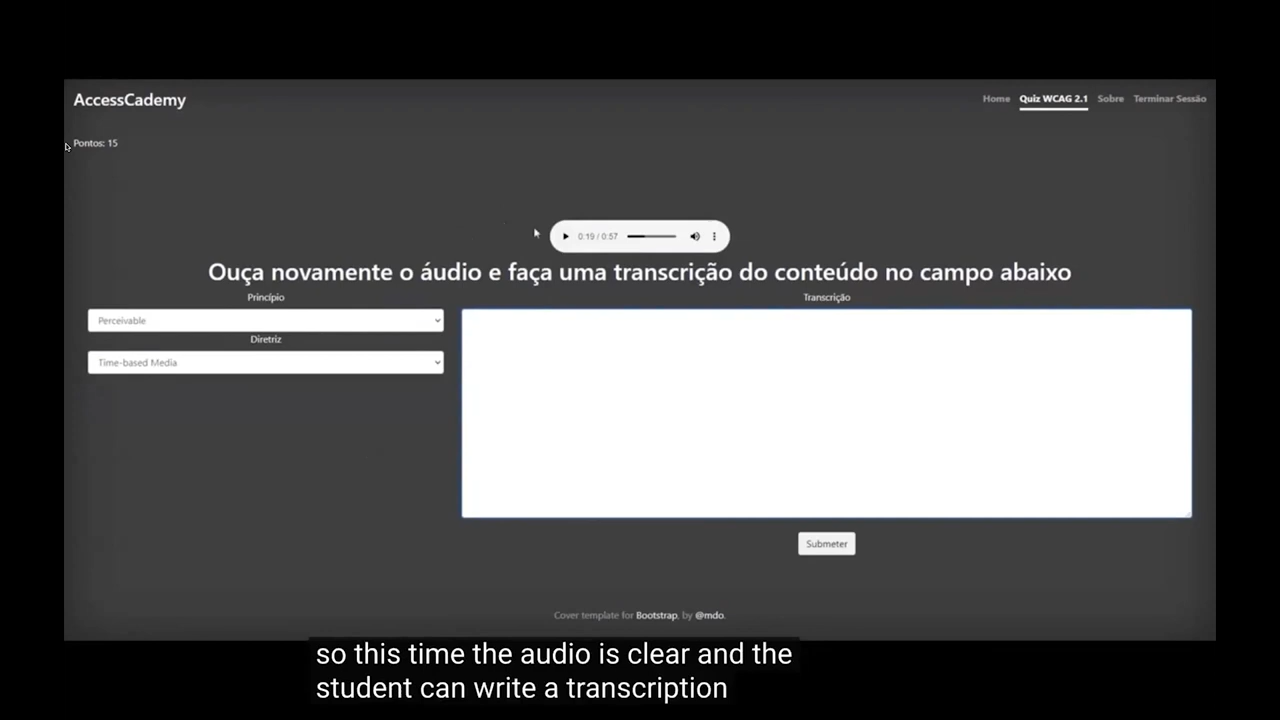 AccessCademy
Home Quiz WCAG 2.1 Sobre Terminar Sessão
Pontos: 15
0:19 / 0:57
Ouça novamente o áudio e faça uma transcrição do conteúdo no campo abaixo
Princípio
Transcrição
Perceivable
Diretriz
Time-based Media
Submeter
Cover template for Bootstrap, by @mdo.
so this time the audio is clear and the
student can write a transcription